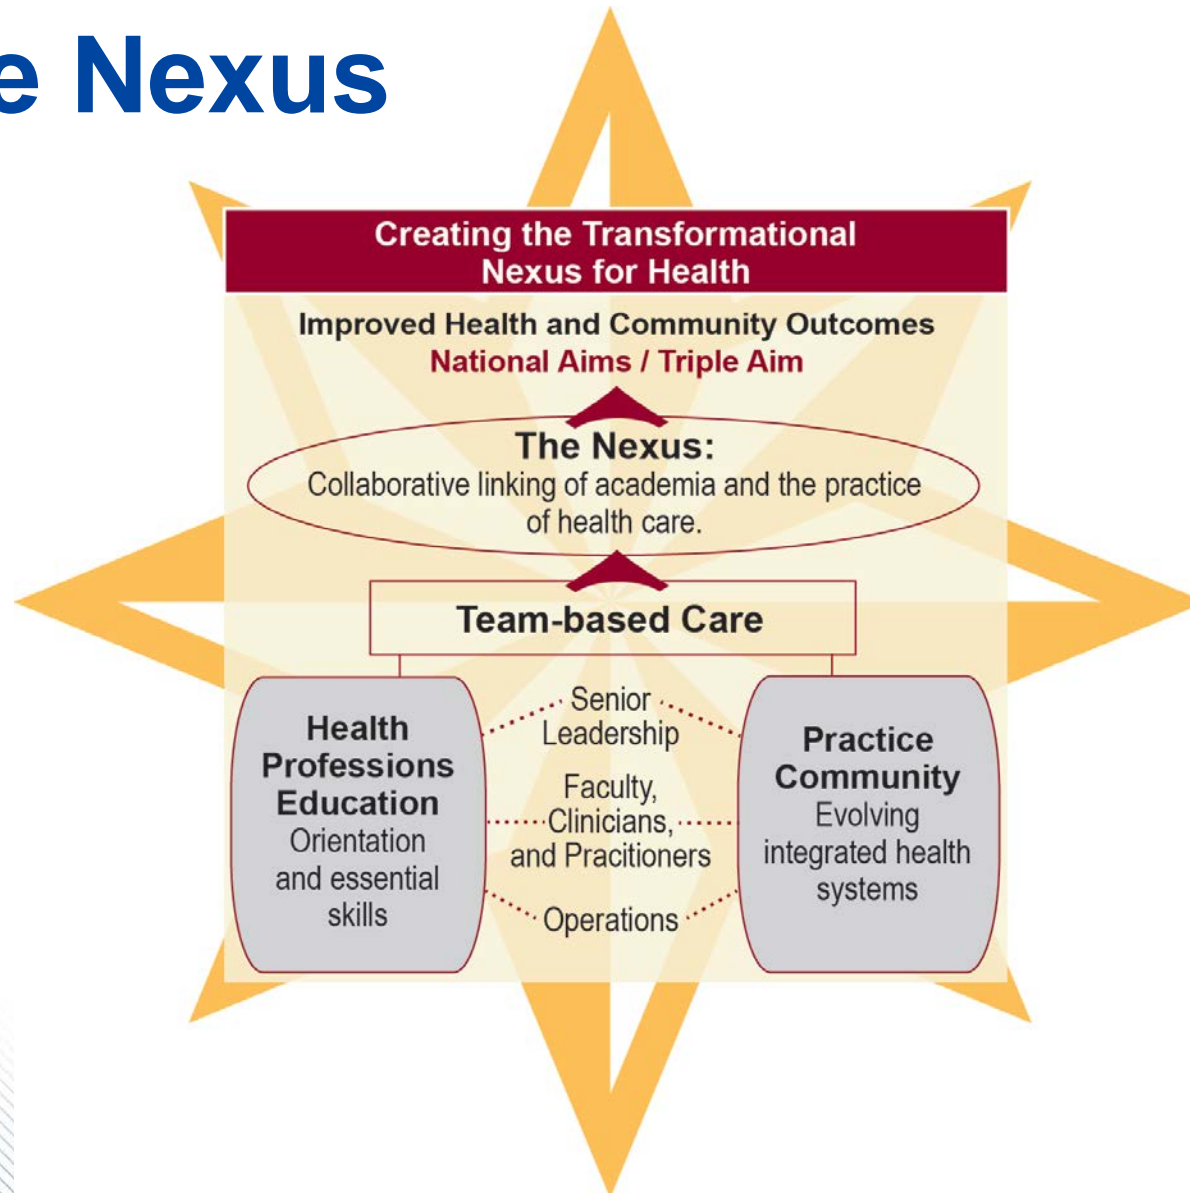 e Nexus
Creating the Transformational
Nexus for Health
Improved Health and Community Outcomes
National Aims / Triple Aim
The Nexus:
Collaborative linking of academia and the practice
of health care.
Team-based Care
Health
Professions
Education
Orientation
and essential
skills
Senior
Leadership
Faculty,
Clinicians,
and Pracitioners
Operations
Practice
Community
Evolving
integrated health
systems